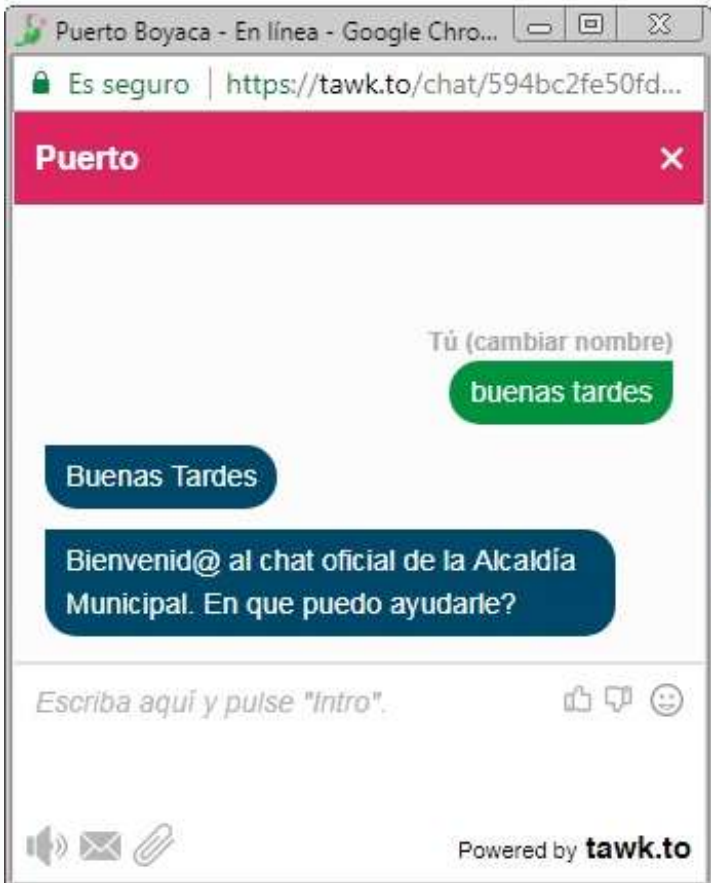 Puerto Boyaca - En línea - Google Chro...
Es seguro | https://tawk.to/chat/594bc2fe50fd...
Puerto
Tú (cambiar nombre)
buenas tardes
Buenas Tardes
Bienvenid@ al chat oficial de la Alcaldía
Municipal. En que puedo ayudarle?
Escriba aquí y pulse "Intro".
Powered by tawk.to